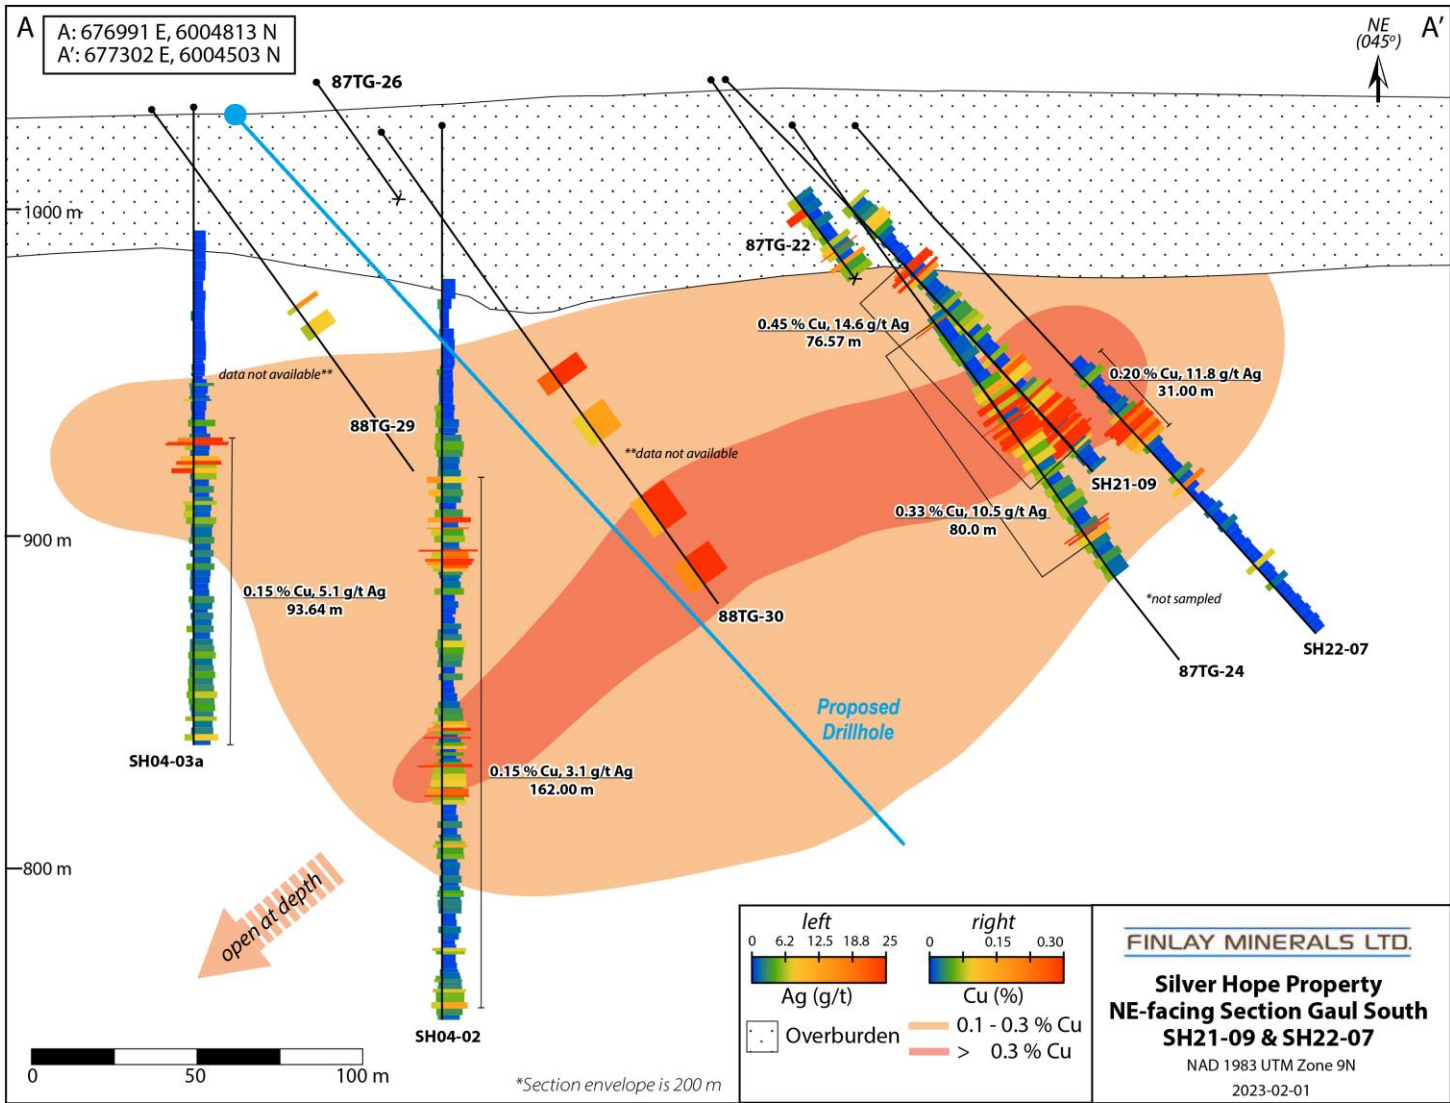 A
A: 676991 E, 6004813 N
A': 677302 E, 6004503 N
NE
(045º)
A'
87TG-26
1000 m
87TG-22
0.45 % Cu, 14.6 g/t Ag
76.57 m
0.20 % Cu, 11.8 g/t Ag
31.00 m
data not available**
88TG-29
**data not available
SH21-09
900 m
0.33 % Cu, 10.5 g/t Ag
80.0 m
0.15 % Cu, 5.1 g/t Ag
93.64 m
*not sampled
88TG-30
SH22-07
87TG-24
Proposed
Drillhole
SH04-03a
0.15 % Cu, 3.1 g/t Ag
162.00 m
800 m
open at depth
SH04-02
0 50 100 m
*Section envelope is 200 m
left
0 6.2 12.5 18.8 25
Ag (g/t)
right
0 0.15 0.30
Cu (%)
Overburden
0.1 - 0.3 % Cu
> 0.3 % Cu
FINLAY MINERALS LTD.
Silver Hope Property
NE-facing Section Gaul South
SH21-09 & SH22-07
NAD 1983 UTM Zone 9N
2023-02-01